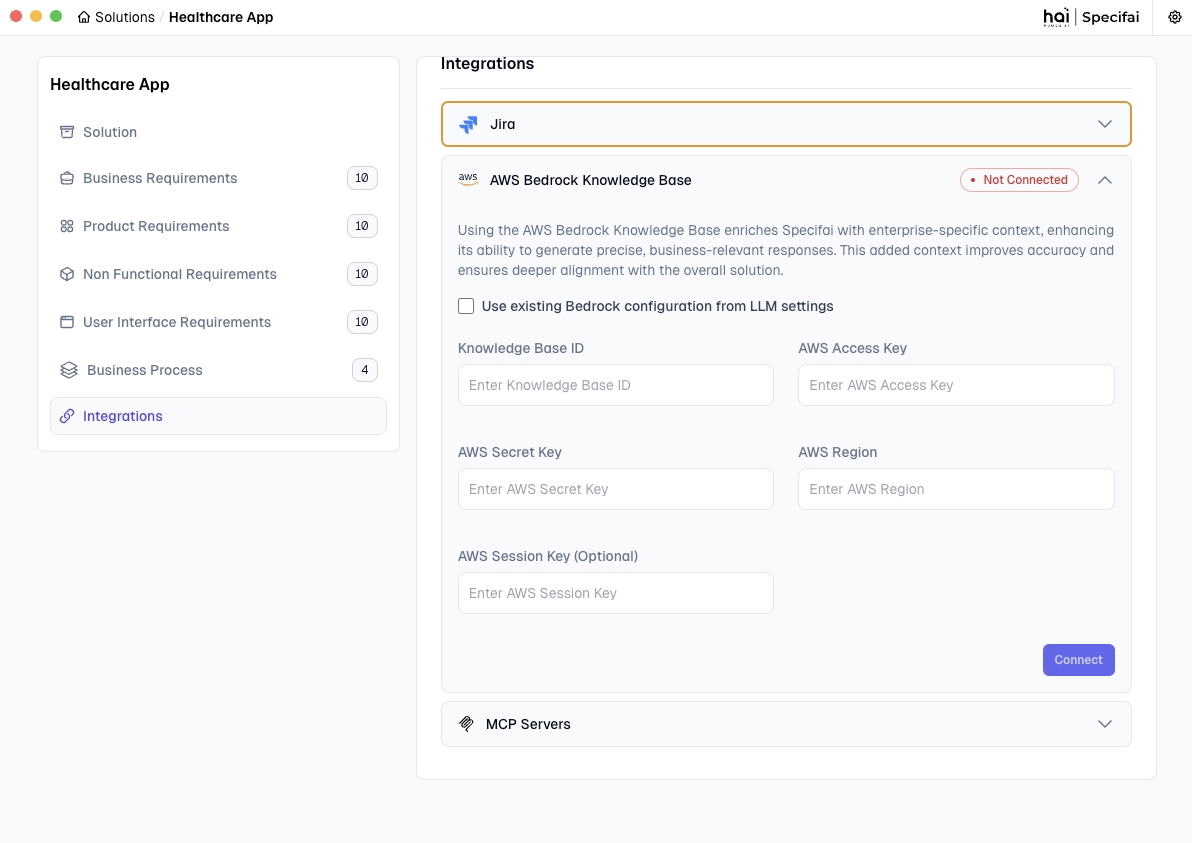 Solutions / Healthcare App
hai | Specifai
Healthcare App
Solution
Business Requirements 10
Product Requirements 10
Non Functional Requirements 10
User Interface Requirements 10
Business Process 4
Integrations
Integrations
Jira
aws AWS Bedrock Knowledge Base Not Connected
Using the AWS Bedrock Knowledge Base enriches Specifai with enterprise-specific context, enhancing
its ability to generate precise, business-relevant responses. This added context improves accuracy and
ensures deeper alignment with the overall solution.
Use existing Bedrock configuration from LLM settings
Knowledge Base ID AWS Access Key
Enter Knowledge Base ID Enter AWS Access Key
AWS Secret Key AWS Region
Enter AWS Secret Key Enter AWS Region
AWS Session Key (Optional)
Enter AWS Session Key
Connect
MCP Servers